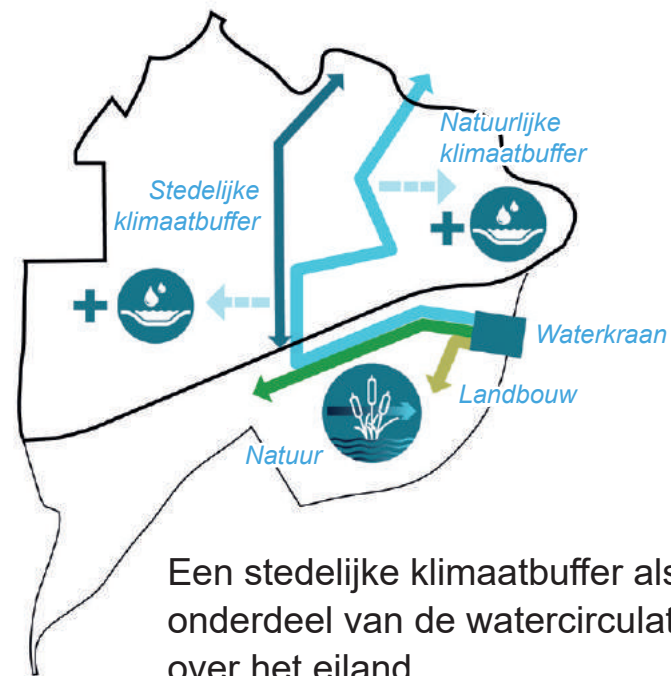 Natuurlijke
klimaatbuffer
Stedelijke
klimaatbuffer
Waterkraan
Landbouw
Natuur
Een stedelijke klimaatbuffer als
onderdeel van de watercirculat
over het eiland